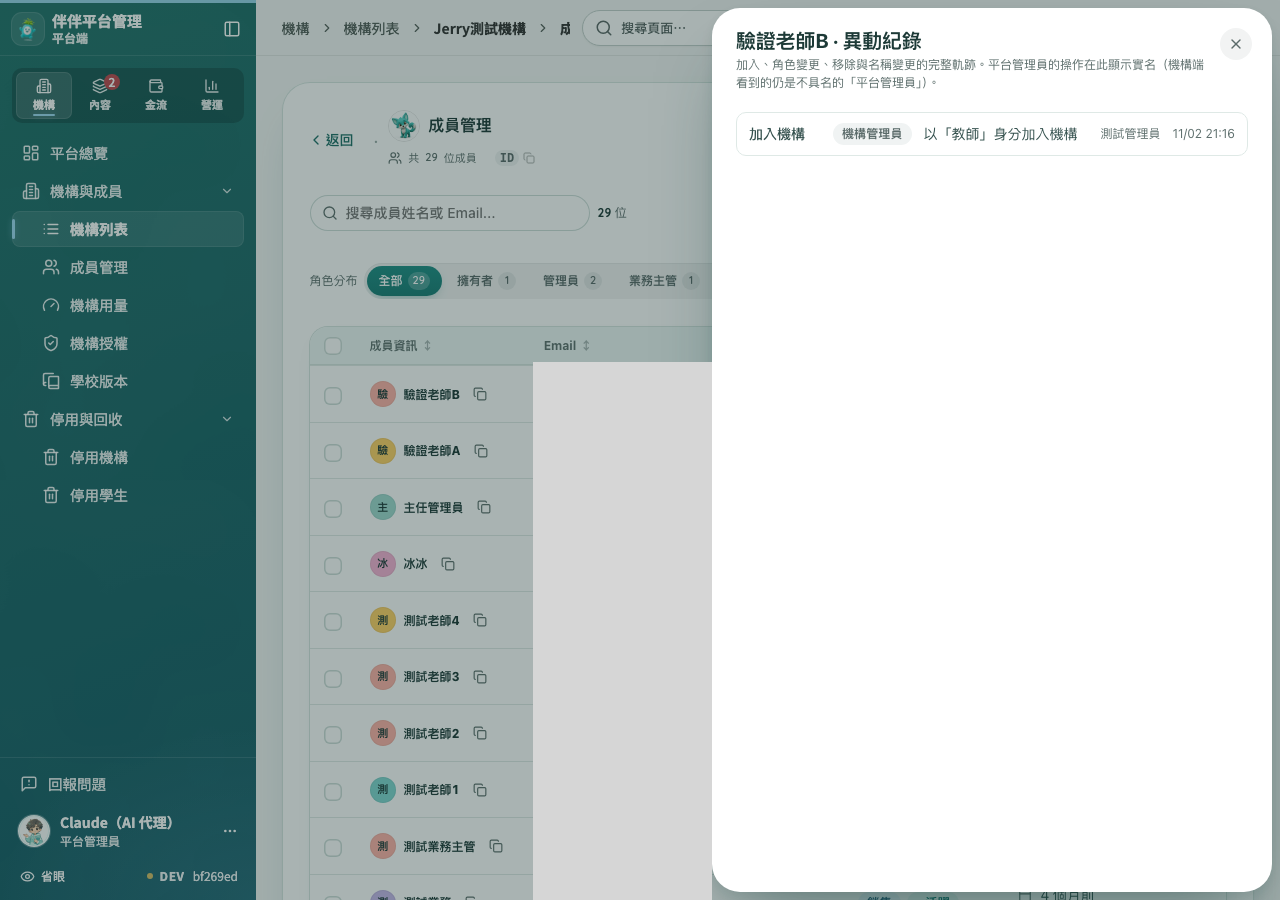 伴伴平台管理
平台端
機構
2
內容
金流
營運
平台總覽
機構與成員
機構列表
成員管理
機構用量
機構授權
學校版本
停用與回收
停用機構
停用學生
回報問題
Claude（AI 代理）
平台管理員
省眼
DEV bf269ed
機構 › 機構列表 › Jerry測試機構 ›
搜尋頁面…
返回
·
成員管理
共 29 位成員 ID
搜尋成員姓名或 Email...
29 位
角色分布 全部 29 擁有者 1 管理員 2 業務主管 1
成員資訊 Email
驗 驗證老師B
驗 驗證老師A
主 主任管理員
冰 冰冰
測 測試老師4
測 測試老師3
測 測試老師2
測 測試老師1
測 測試業務主管
驗證老師B · 異動紀錄
加入、角色變更、移除與名稱變更的完整軌跡。平台管理員的操作在此顯示實名（機構端
看到的仍是不具名的「平台管理員」）。
加入機構 機構管理員 以「教師」身分加入機構 測試管理員 11/02 21:16